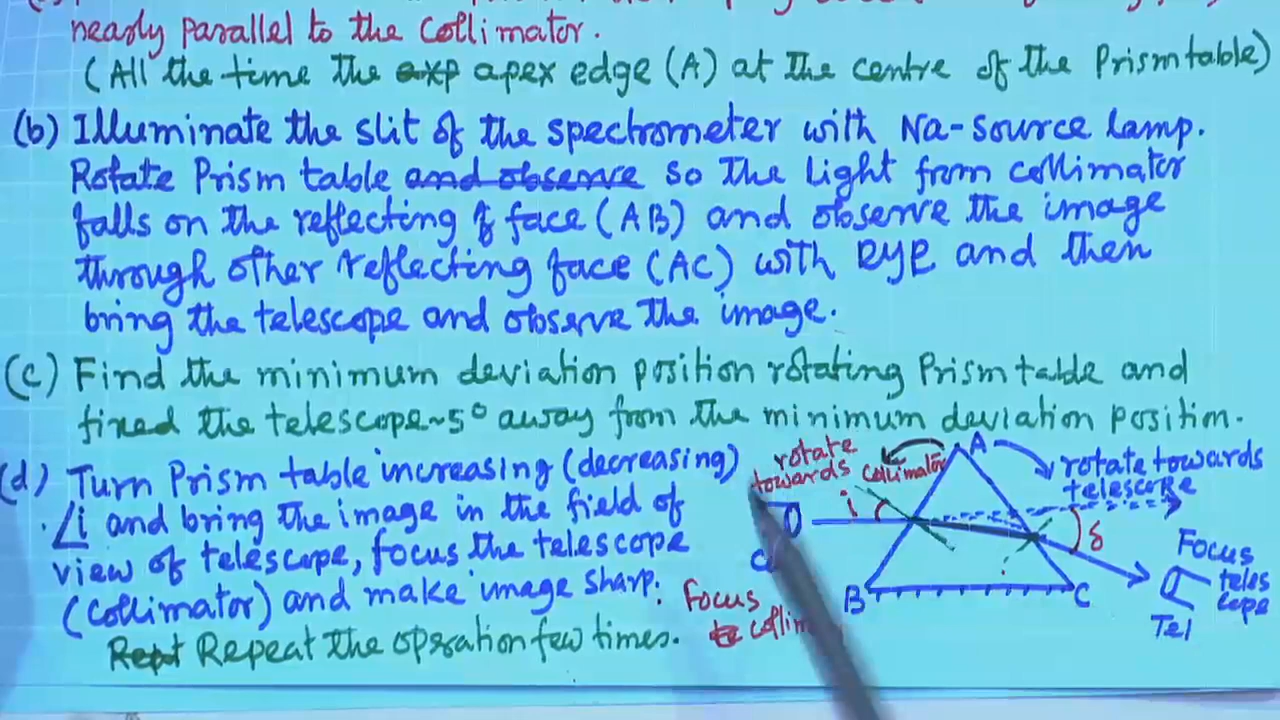 nearly parallel to the collimator.
(All the time the apex edge (A) at the centre of the Prism table)
(b) Illuminate the slit of the spectrometer with Na-source lamp.
Rotate Prism table and observe so the light from collimator
falls on the reflecting face (AB) and observe the image
through other reflecting face (AC) with eye and then
bring the telescope and observe the image.
(c) Find the minimum deviation position rotating Prism table and
fixed the telescope ~5° away from the minimum deviation position.
(d) Turn Prism table increasing (decreasing)
∠i and bring the image in the field of
view of telescope, focus the telescope
(collimator) and make image sharp.
Repeat the operation few times.
rotate
towards collimator
A
rotate towards
telescope
i
δ
B
C
Focus
teles
cope
Tel
Focus